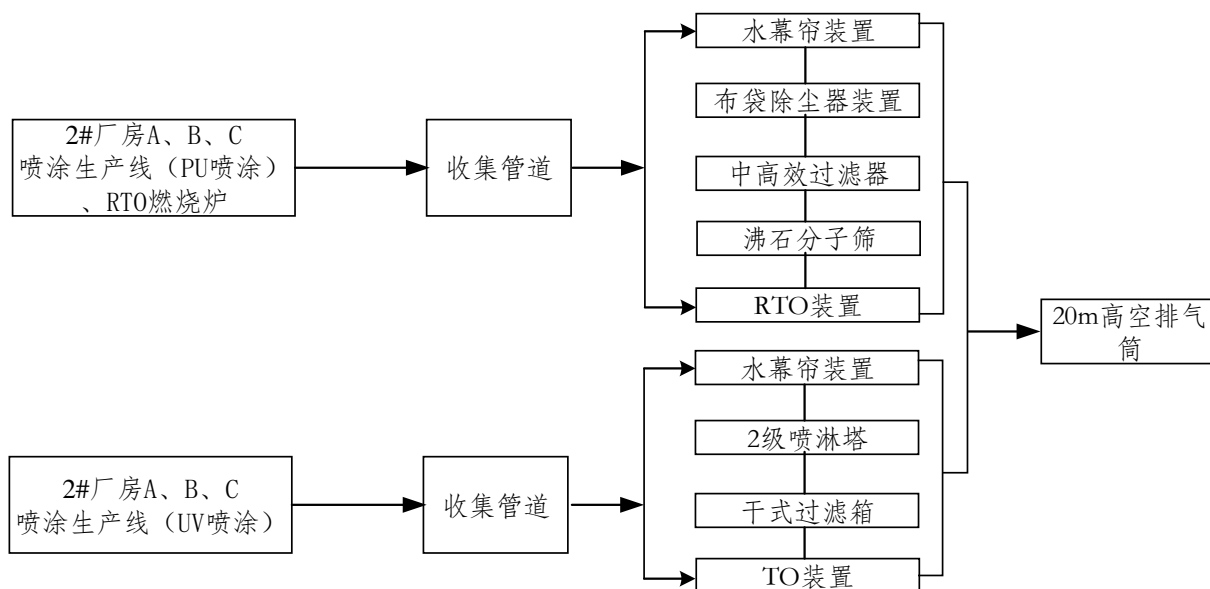 水幕帘装置
布袋除尘器装置
2#厂房A、B、C
喷涂生产线（PU喷涂）
、RTO燃烧炉
收集管道
中高效过滤器
沸石分子筛
RTO装置
20m高空排气
筒
水幕帘装置
2级喷淋塔
2#厂房A、B、C
喷涂生产线（UV喷涂）
收集管道
干式过滤箱
TO装置